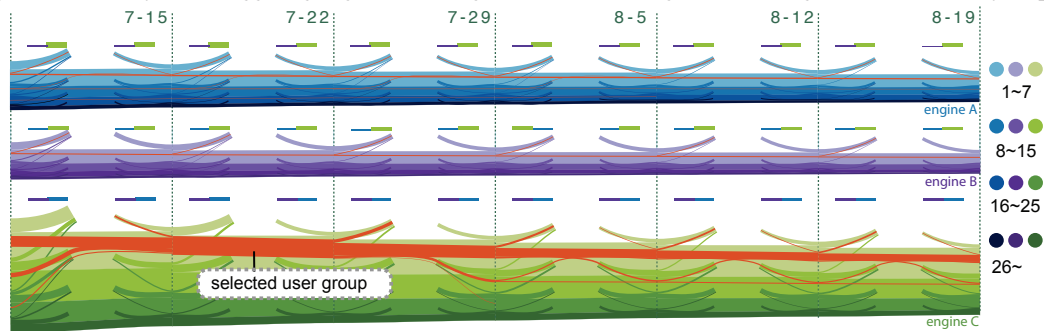 7-15 7-22 7-29 8-5 8-12 8-19
1~7
engine A
8~15
engine B
16~25
26~
selected user group
engine C